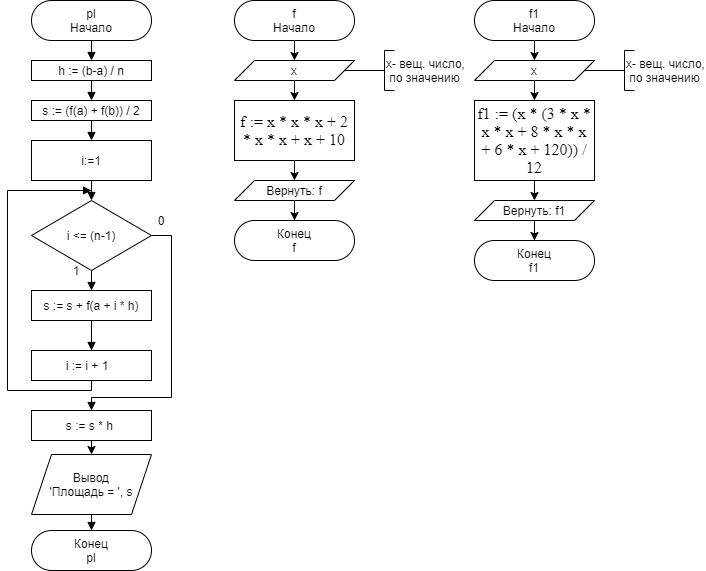 pl
Начало
h := (b-a) / n
s := (f(a) + f(b)) / 2
i:=1
i <= (n-1)
0
1
s := s + f(a + i * h)
i := i + 1
s := s * h
Вывод
'Площадь = ', s
Конец
pl
f
Начало
x
x- вещ. число,
по значению
f := x * x * x + 2
* x * x + x + 10
Вернуть: f
Конец
f
f1
Начало
x
x- вещ. число,
по значению
f1 := (x * (3 * x *
x * x + 8 * x * x
+ 6 * x + 120)) /
12
Вернуть: f1
Конец
f1